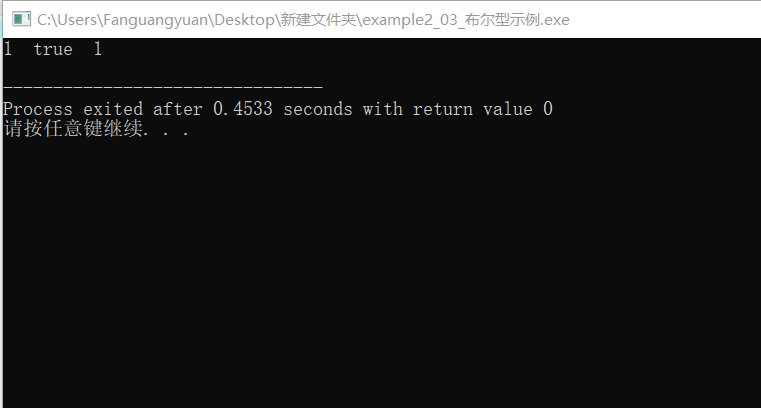 C:\Users\Fanguangyuan\Desktop\新建文件夹\example2_03_布尔型示例.exe
1  true  1
--------------------------------
Process exited after 0.4533 seconds with return value 0
请按任意键继续. . .